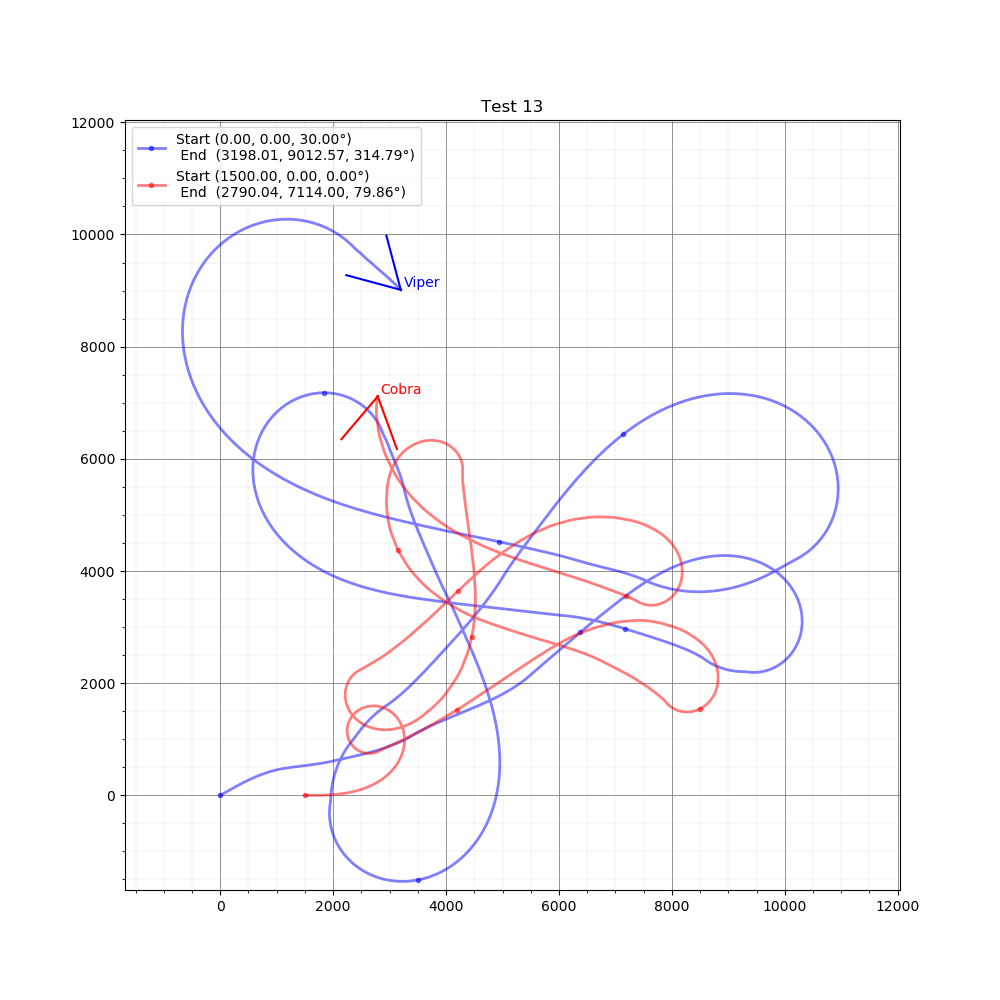 Test 13
Start (0.00, 0.00, 30.00°)
End (3198.01, 9012.57, 314.79°)
Start (1500.00, 0.00, 0.00°)
End (2790.04, 7114.00, 79.86°)
12000
10000
8000
6000
4000
2000
0
Viper
Cobra
0 2000 4000 6000 8000 10000 12000